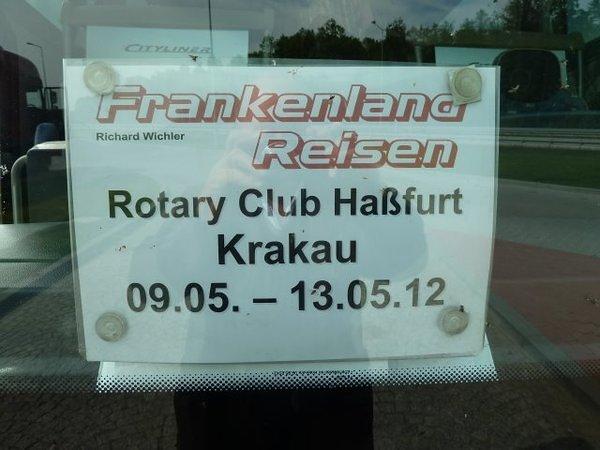 CITYLINER
Frankenland
Richard Wichler
Reisen
Rotary Club Haßfurt
Krakau
09.05. – 13.05.12